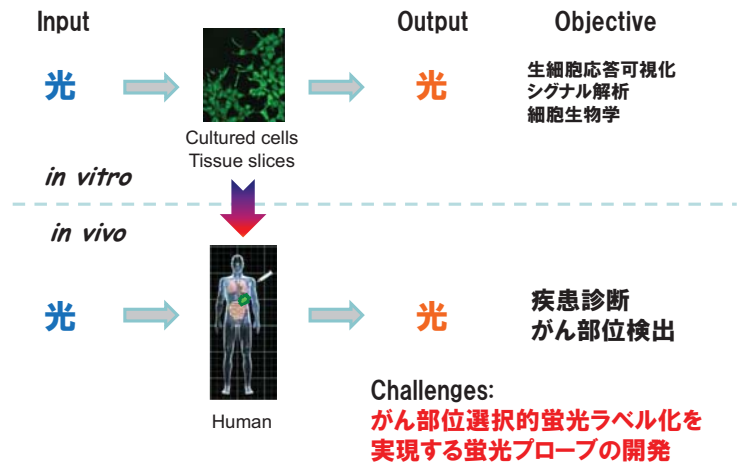 Input
Output
Objective
光
光
生細胞応答可視化
シグナル解析
細胞生物学
Cultured cells
Tissue slices
in vitro
in vivo
光
光
疾患診断
がん部位検出
Human
Challenges:
がん部位選択的蛍光ラベル化を
実現する蛍光プローブの開発